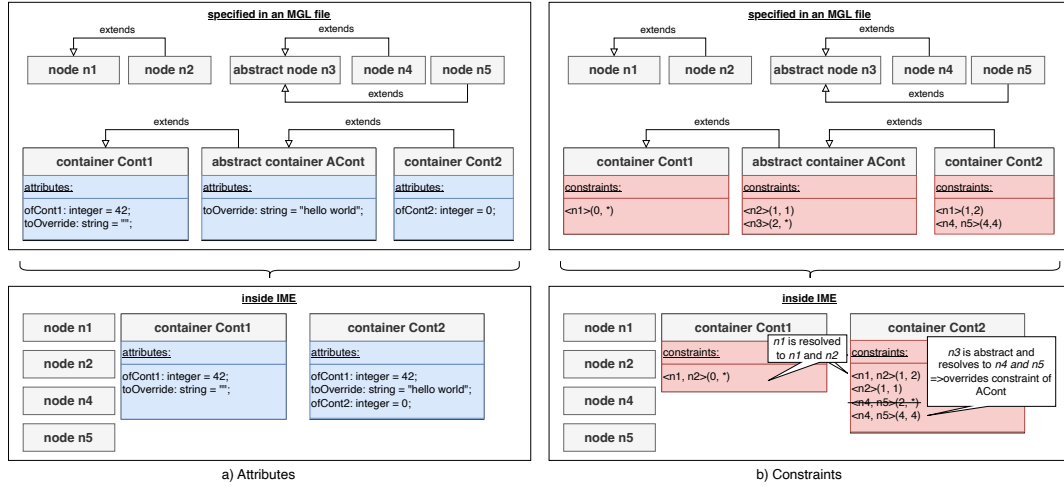 specified in an MGL file
extends
extends
node n1
node n2
abstract node n3
node n4
node n5
extends
extends
extends
container Cont1
abstract container ACont
container Cont2
attributes:
attributes:
attributes:
ofCont1: integer = 42;
toOverride: string = "";
toOverride: string = "hello world";
ofCont2: integer = 0;
inside IME
node n1
node n2
node n4
node n5
container Cont1
attributes:
ofCont1: integer = 42;
toOverride: string = "";
container Cont2
attributes:
ofCont1: integer = 42;
toOverride: string = "hello world";
ofCont2: integer = 0;
a) Attributes
specified in an MGL file
extends
extends
node n1
node n2
abstract node n3
node n4
node n5
extends
extends
extends
container Cont1
abstract container ACont
container Cont2
constraints:
constraints:
constraints:
<n1>(0, *)
<n2>(1, 1)
<n3>(2, *)
<n1>(1,2)
<n4, n5>(4,4)
inside IME
node n1
node n2
node n4
node n5
container Cont1
constraints:
<n1, n2>(0, *)
n1 is resolved
to n1 and n2
container Cont2
constraints:
<n1, n2>(1, 2)
<n2>(1, 1)
<n4, n5>(2, *)
<n4, n5>(4, 4)
n3 is abstract and
resolves to n4 and n5
=>overrides constraint of
ACont
b) Constraints